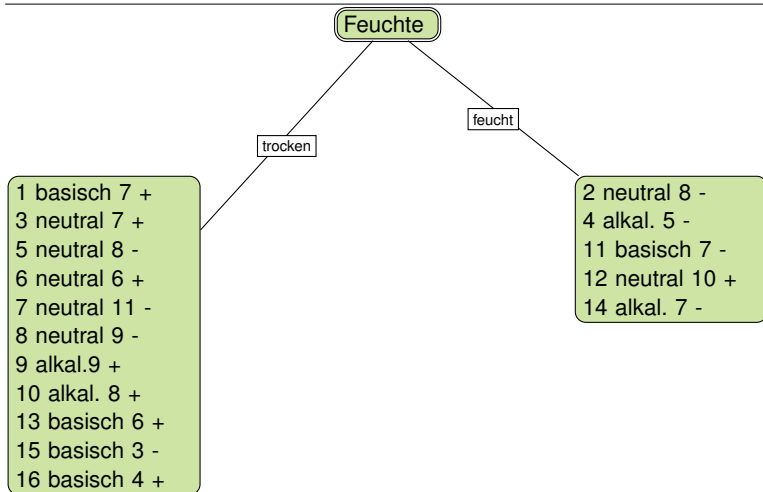 Feuchte
trocken
feucht
1 basisch 7 +
3 neutral 7 +
5 neutral 8 -
6 neutral 6 +
7 neutral 11 -
8 neutral 9 -
9 alkal.9 +
10 alkal. 8 +
13 basisch 6 +
15 basisch 3 -
16 basisch 4 +
2 neutral 8 -
4 alkal. 5 -
11 basisch 7 -
12 neutral 10 +
14 alkal. 7 -